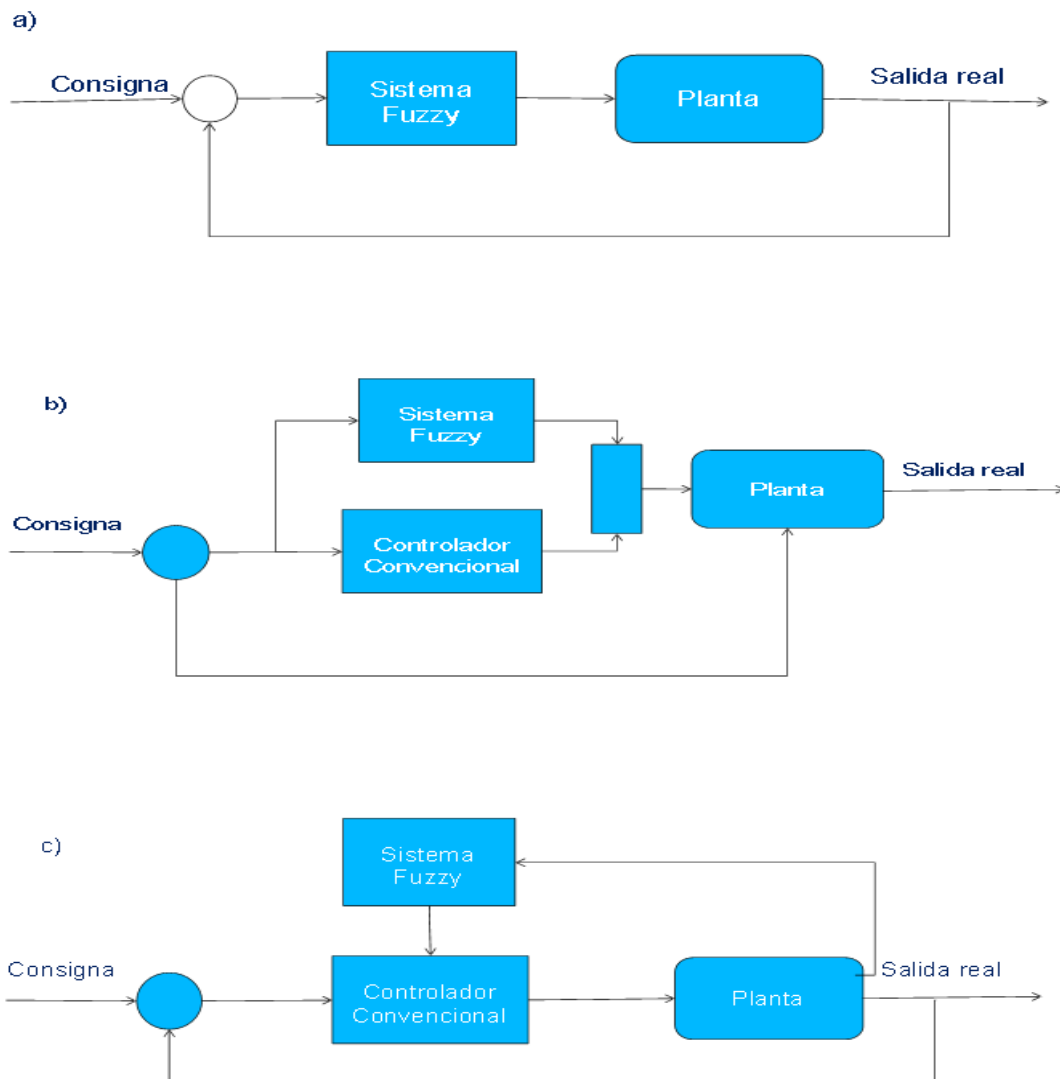 a)
Consigna
Sistema
Fuzzy
Planta
Salida real
b)
Sistema
Fuzzy
Consigna
Controlador
Convencional
Planta
Salida real
c)
Sistema
Fuzzy
Consigna
Controlador
Convencional
Planta
Salida real